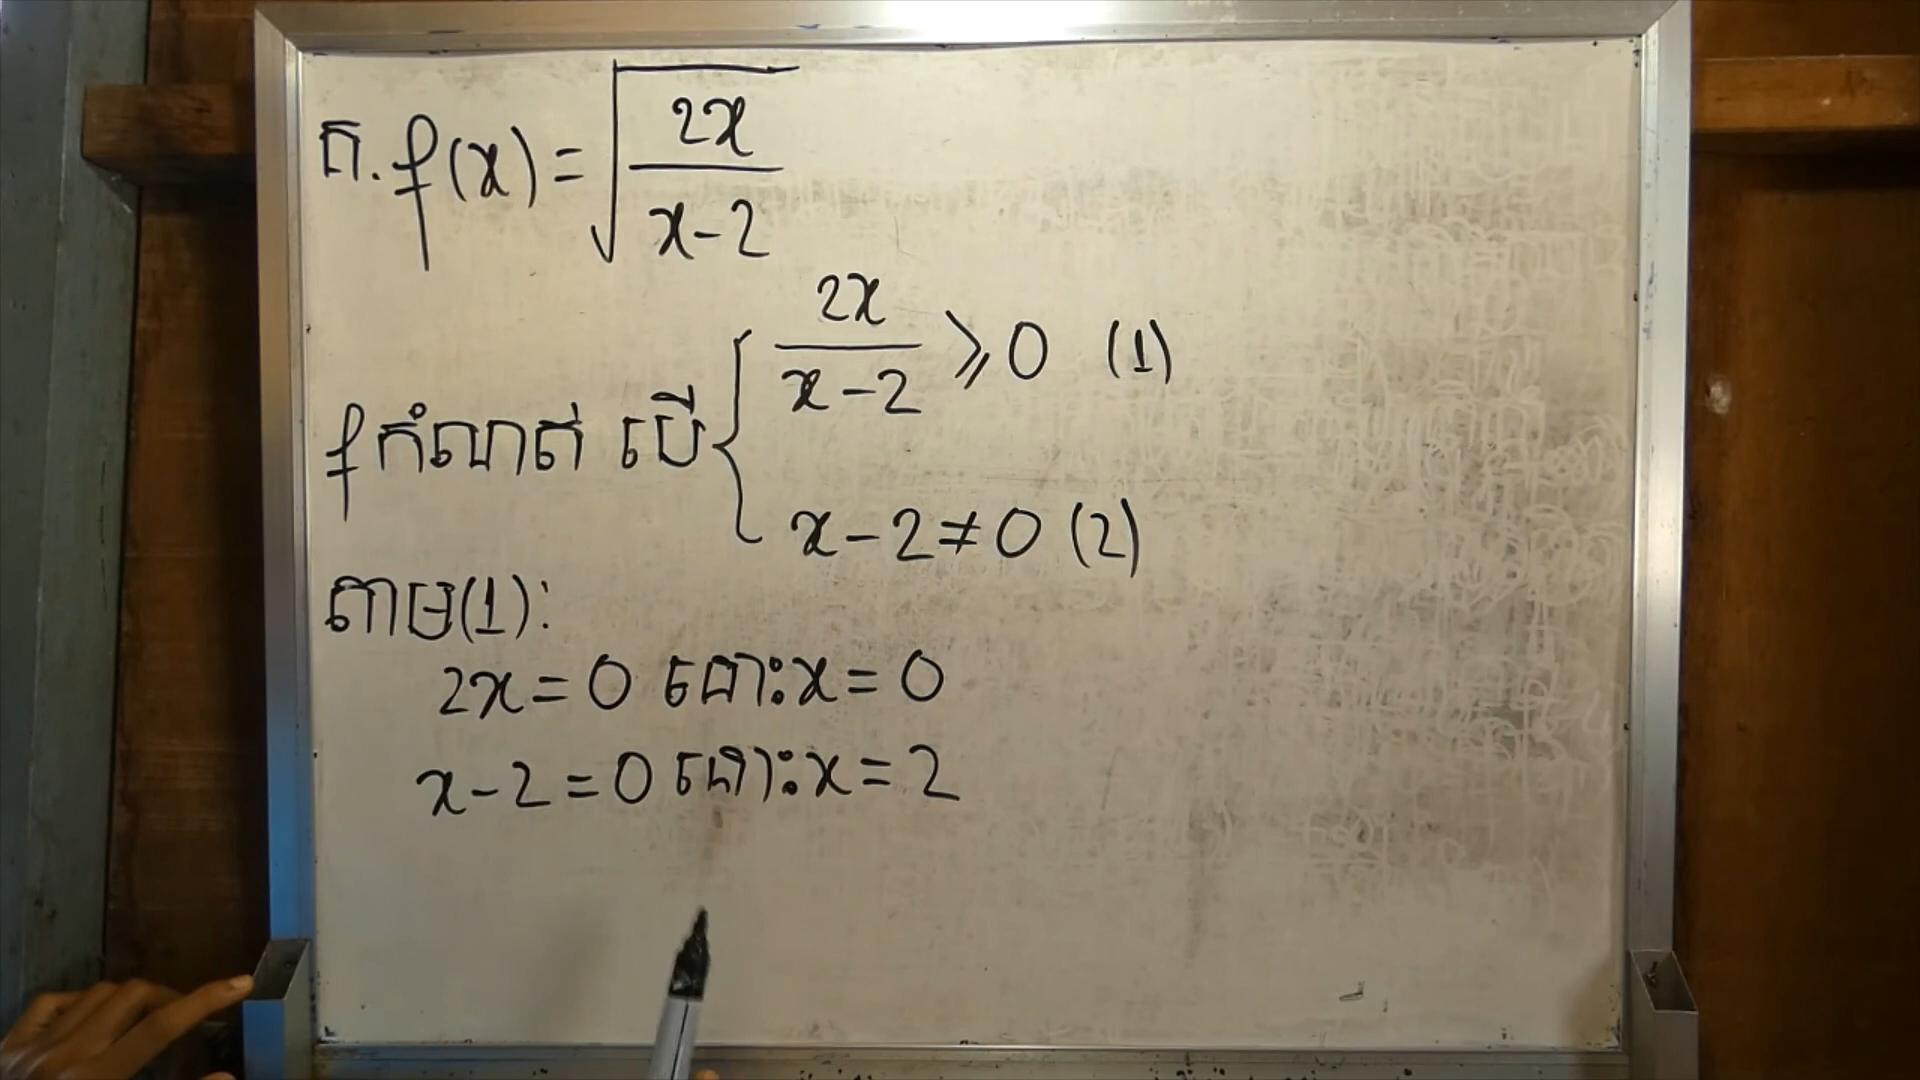 ក. f(x) = √(2x/(x-2))
f កំណត់ បើ { 2x/(x-2) ⩾ 0 (1)
x-2 ≠ 0 (2)
តាម(1):
2x = 0 នោះ x = 0
x-2 = 0 នោះ x = 2